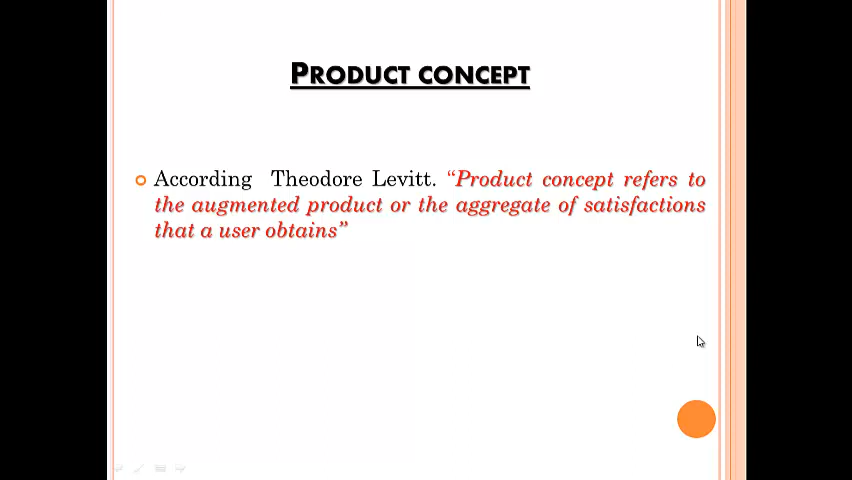 PRODUCT CONCEPT
According Theodore Levitt. “Product concept refers to
the augmented product or the aggregate of satisfactions
that a user obtains”